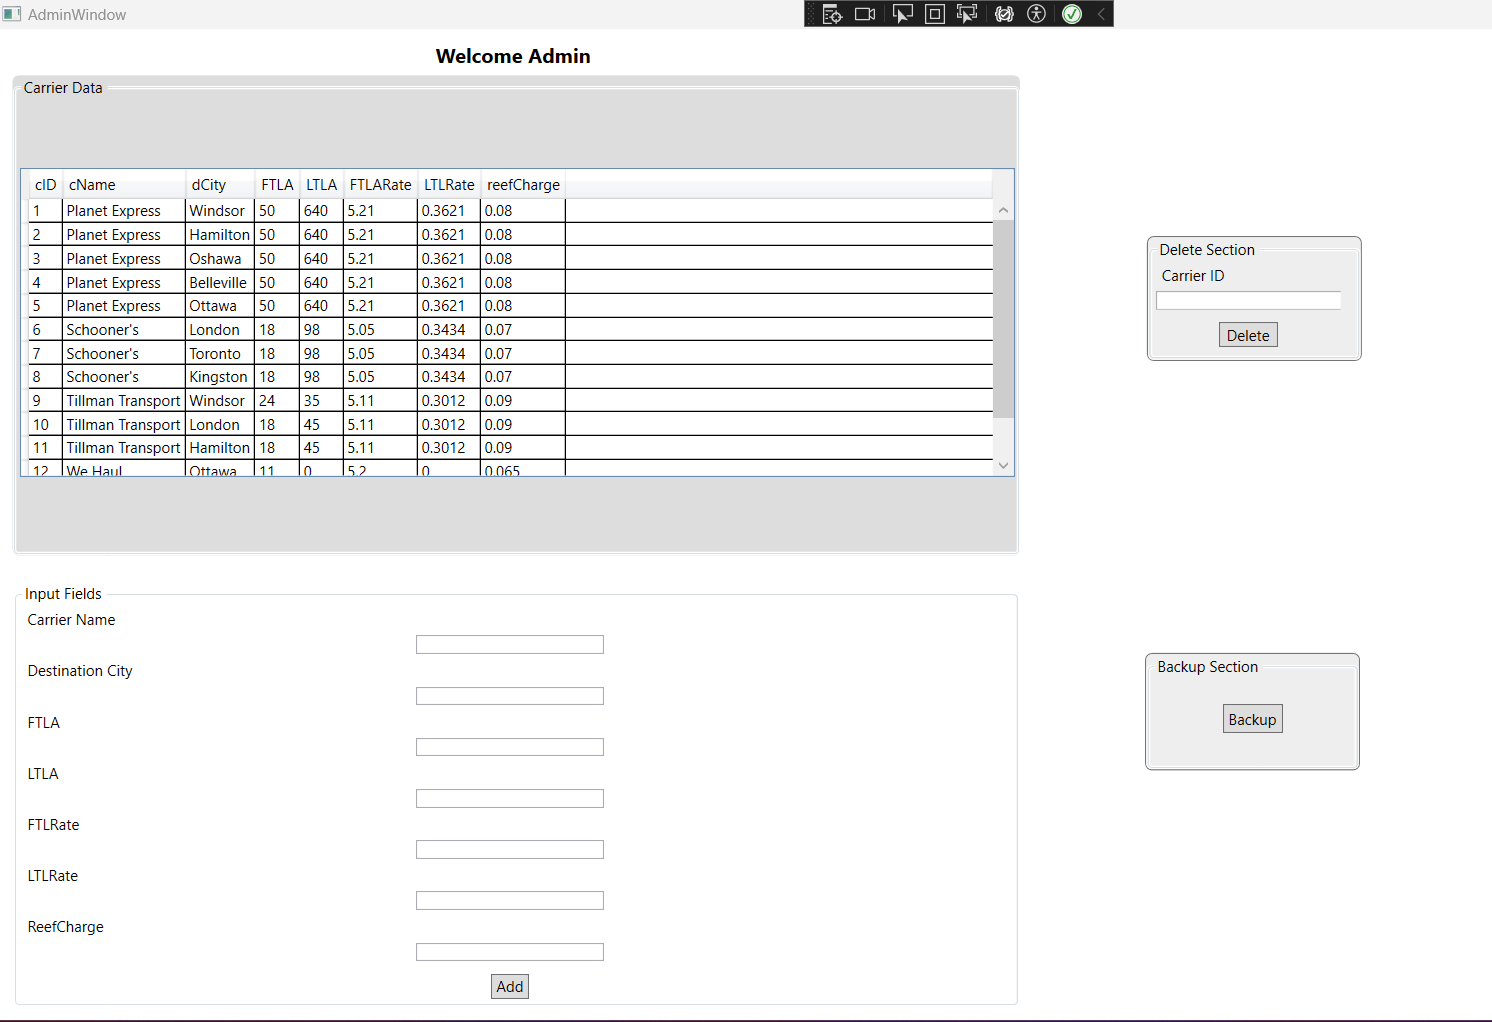 AdminWindow
Welcome Admin
Carrier Data
cID cName dCity FTLA LTLA FTLARate LTLRate reefCharge
1 Planet Express Windsor 50 640 5.21 0.3621 0.08
2 Planet Express Hamilton 50 640 5.21 0.3621 0.08
3 Planet Express Oshawa 50 640 5.21 0.3621 0.08
4 Planet Express Belleville 50 640 5.21 0.3621 0.08
5 Planet Express Ottawa 50 640 5.21 0.3621 0.08
6 Schooner's London 18 98 5.05 0.3434 0.07
7 Schooner's Toronto 18 98 5.05 0.3434 0.07
8 Schooner's Kingston 18 98 5.05 0.3434 0.07
9 Tillman Transport Windsor 24 35 5.11 0.3012 0.09
10 Tillman Transport London 18 45 5.11 0.3012 0.09
11 Tillman Transport Hamilton 18 45 5.11 0.3012 0.09
12 We Haul Ottawa 11 0 5.2 0 0.065
Delete Section
Carrier ID
Delete
Input Fields
Carrier Name
Destination City
FTLA
LTLA
FTLRate
LTLRate
ReefCharge
Add
Backup Section
Backup